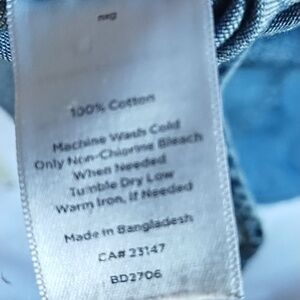 100% Cotton
Machine Wash Cold
Only Non-Chlorine Bleach
When Needed
Tumble Dry Low
Warm Iron, if Needed
Made in Bangladesh
CA# 23147
BD2706